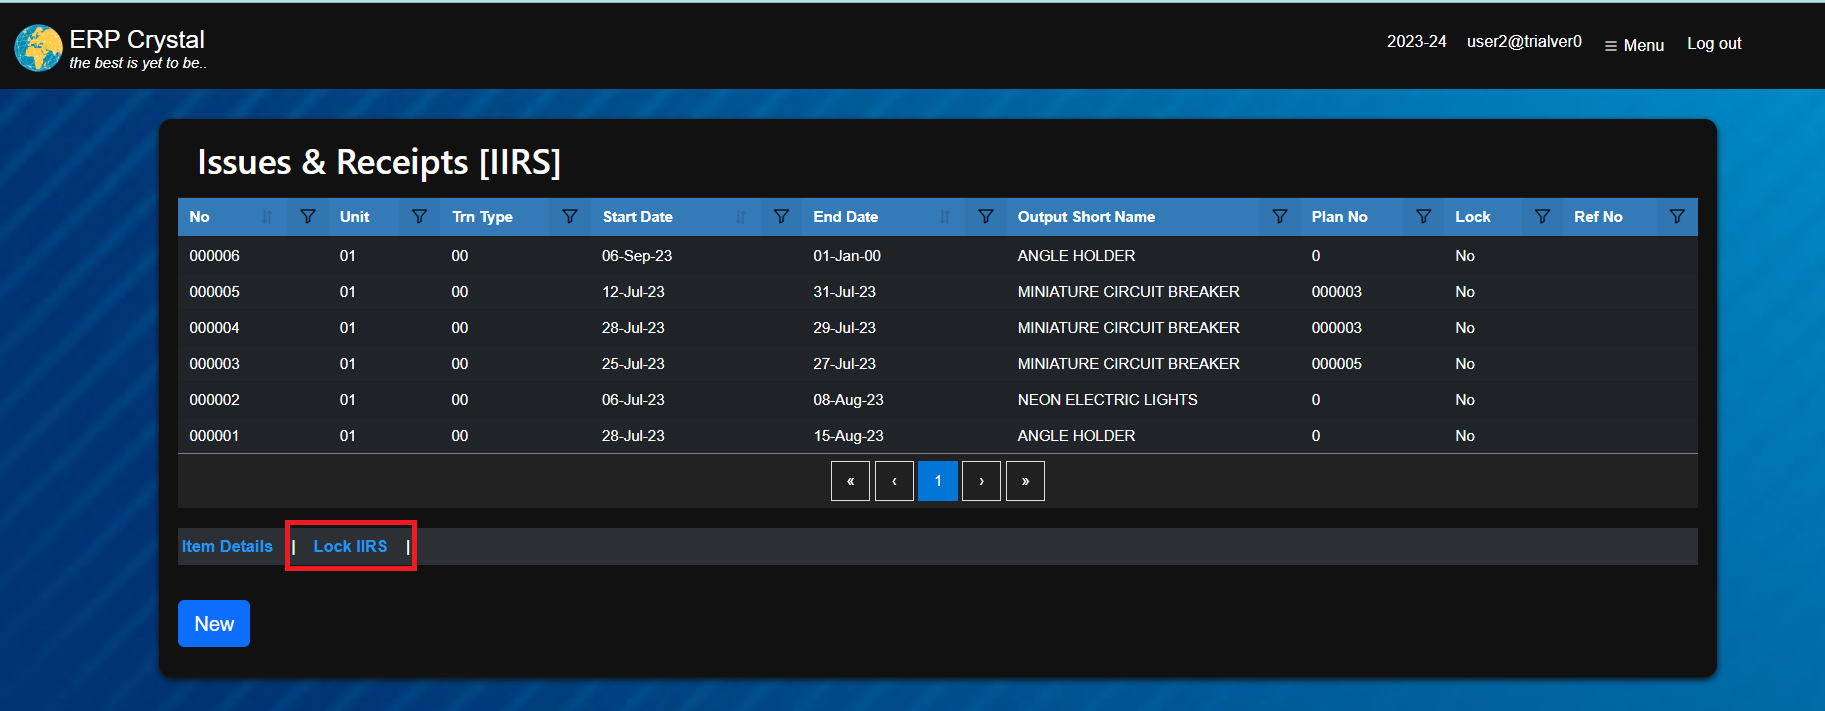 ERP Crystal
the best is yet to be..
2023-24 user2@trialver0 ≡ Menu Log out
Issues & Receipts [IIRS]
No Unit Trn Type Start Date End Date Output Short Name Plan No Lock Ref No
000006 01 00 06-Sep-23 01-Jan-00 ANGLE HOLDER 0 No
000005 01 00 12-Jul-23 31-Jul-23 MINIATURE CIRCUIT BREAKER 000003 No
000004 01 00 28-Jul-23 29-Jul-23 MINIATURE CIRCUIT BREAKER 000003 No
000003 01 00 25-Jul-23 27-Jul-23 MINIATURE CIRCUIT BREAKER 000005 No
000002 01 00 06-Jul-23 08-Aug-23 NEON ELECTRIC LIGHTS 0 No
000001 01 00 28-Jul-23 15-Aug-23 ANGLE HOLDER 0 No
« ‹ 1 › »
Item Details | Lock IIRS |
New